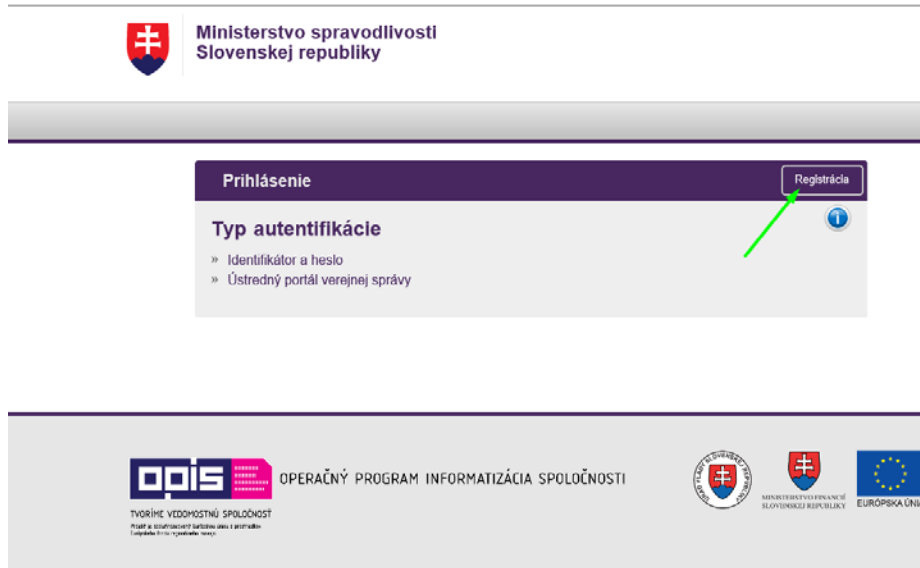 Ministerstvo spravodlivosti
Slovenskej republiky
Prihlásenie
Registrácia
Typ autentifikácie
» Identifikátor a heslo
» Ústredný portál verejnej správy
opis
OPERAČNÝ PROGRAM INFORMATIZÁCIA SPOLOČNOSTI
TVORÍME VEDOMOSTNÚ SPOLOČNOSŤ
MINISTERSTVO FINANCIÍ
SLOVENSKEJ REPUBLIKY
EURÓPSKA ÚNIA